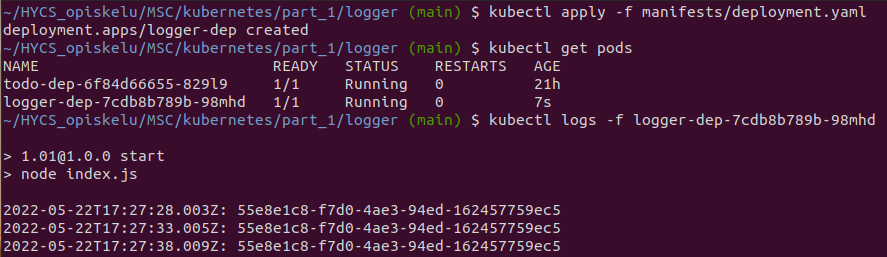 ~/HYCS_opiskelu/MSC/kubernetes/part_1/logger (main) $ kubectl apply -f manifests/deployment.yaml
deployment.apps/logger-dep created
~/HYCS_opiskelu/MSC/kubernetes/part_1/logger (main) $ kubectl get pods
NAME                          READY   STATUS    RESTARTS   AGE
todo-dep-6f84d66655-829l9     1/1     Running   0          21h
logger-dep-7cdb8b789b-98mhd   1/1     Running   0          7s
~/HYCS_opiskelu/MSC/kubernetes/part_1/logger (main) $ kubectl logs -f logger-dep-7cdb8b789b-98mhd
> 1.01@1.0.0 start
> node index.js
2022-05-22T17:27:28.003Z: 55e8e1c8-f7d0-4ae3-94ed-162457759ec5
2022-05-22T17:27:33.005Z: 55e8e1c8-f7d0-4ae3-94ed-162457759ec5
2022-05-22T17:27:38.009Z: 55e8e1c8-f7d0-4ae3-94ed-162457759ec5